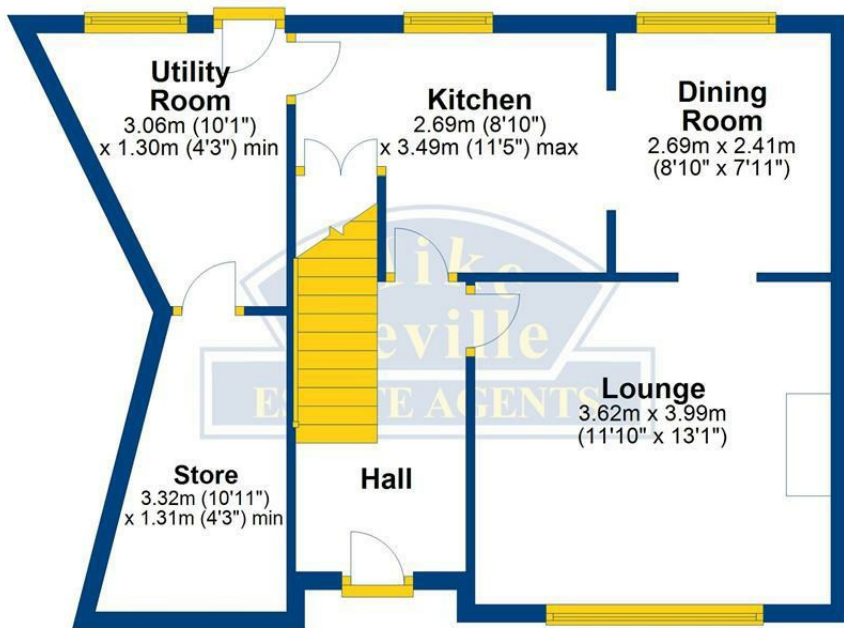 Utility
Room
3.06m (10'1")
x 1.30m (4'3") min
Kitchen
2.69m (8'10")
x 3.49m (11'5") max
Dining
Room
2.69m x 2.41m
(8'10" x 7'11")
Lounge
3.62m x 3.99m
(11'10" x 13'1")
Store
3.32m (10'11")
x 1.31m (4'3") min
Hall
AGENTS